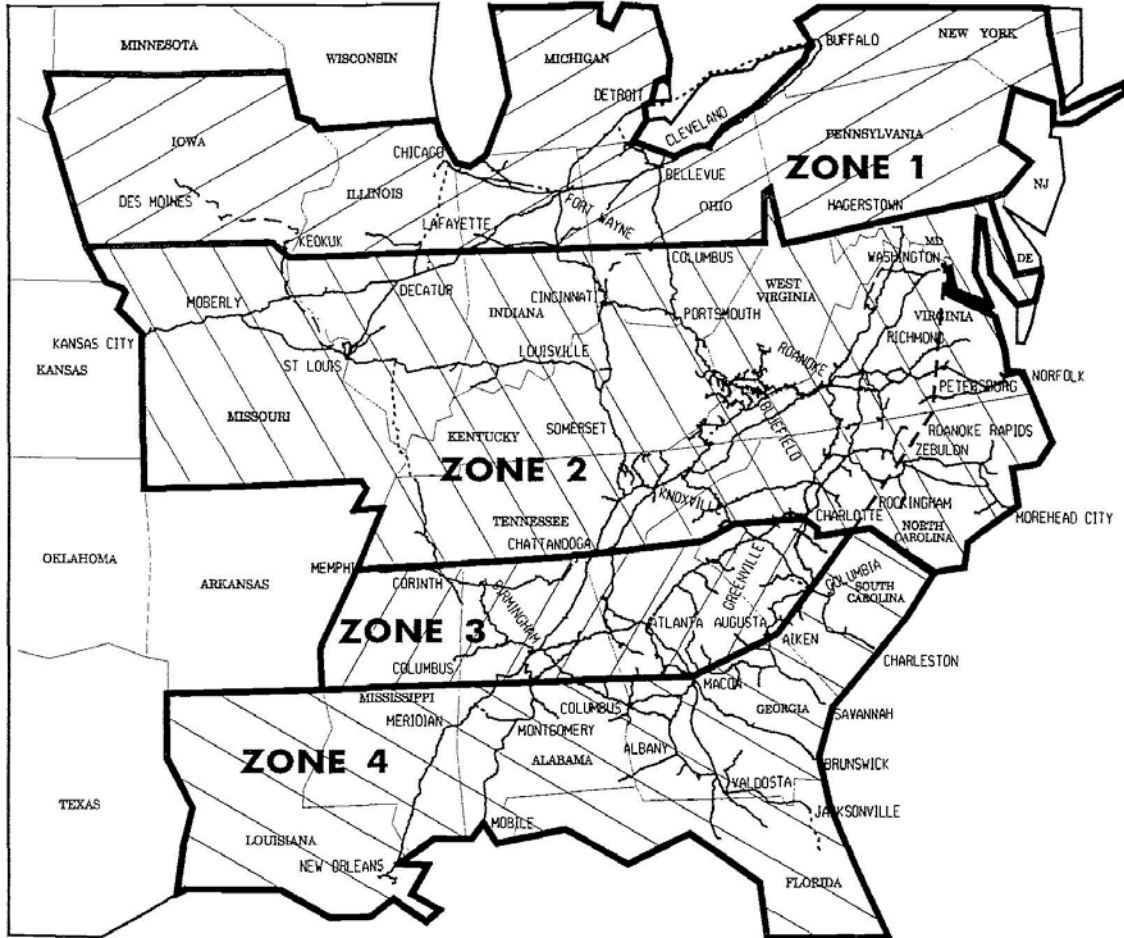 MINNESOTA
WISCONSIN
MICHIGAN
BUFFALO
NEW YORK
DETROIT
CLEVELAND
IOWA
CHICAGO
PENNSYLVANIA
ZONE 1
BELLEVUE
NJ
DES MOINES
ILLINOIS
FORT WAYNE
OHIO
HAGERSTOWN
LAFAYETTE
KEOKUK
COLUMBUS
WASHINGTON
MD
DE
DECATUR
CINCINNATI
WEST
VIRGINIA
MOBERLY
INDIANA
PORTSMOUTH
VIRGINIA
KANSAS CITY
RICHMOND
KANSAS
ST LOUIS
LOUISVILLE
ROANOKE
PETERSBURG
NORFOLK
MISSOURI
BLUEFIELD
KENTUCKY
SOMERSET
ROANOKE RAPIDS
ZEBULON
ZONE 2
KNOXVILL
ROCKINGHAM
TENNESSEE
CHARLOTTE
NORTH
CAROLINA
MOREHEAD CITY
CHATTANOOGA
OKLAHOMA
ARKANSAS
MEMPHI
CORINTH
BIRMINGHAM
GREENVILLE
COLUMBIA
SOUTH
CAROLINA
ZONE 3
ATLANTA
AUGUSTA
AIKEN
COLUMBUS
CHARLESTON
MISSISSIPPI
MACON
GEORGIA
MERIDIAN
COLUMBUS
SAVANNAH
MONTGOMERY
ZONE 4
ALABAMA
ALBANY
BRUNSWICK
TEXAS
VALDOSTA
JACKSONVILLE
MOBILE
LOUISIANA
NEW ORLEANS
FLORIDA